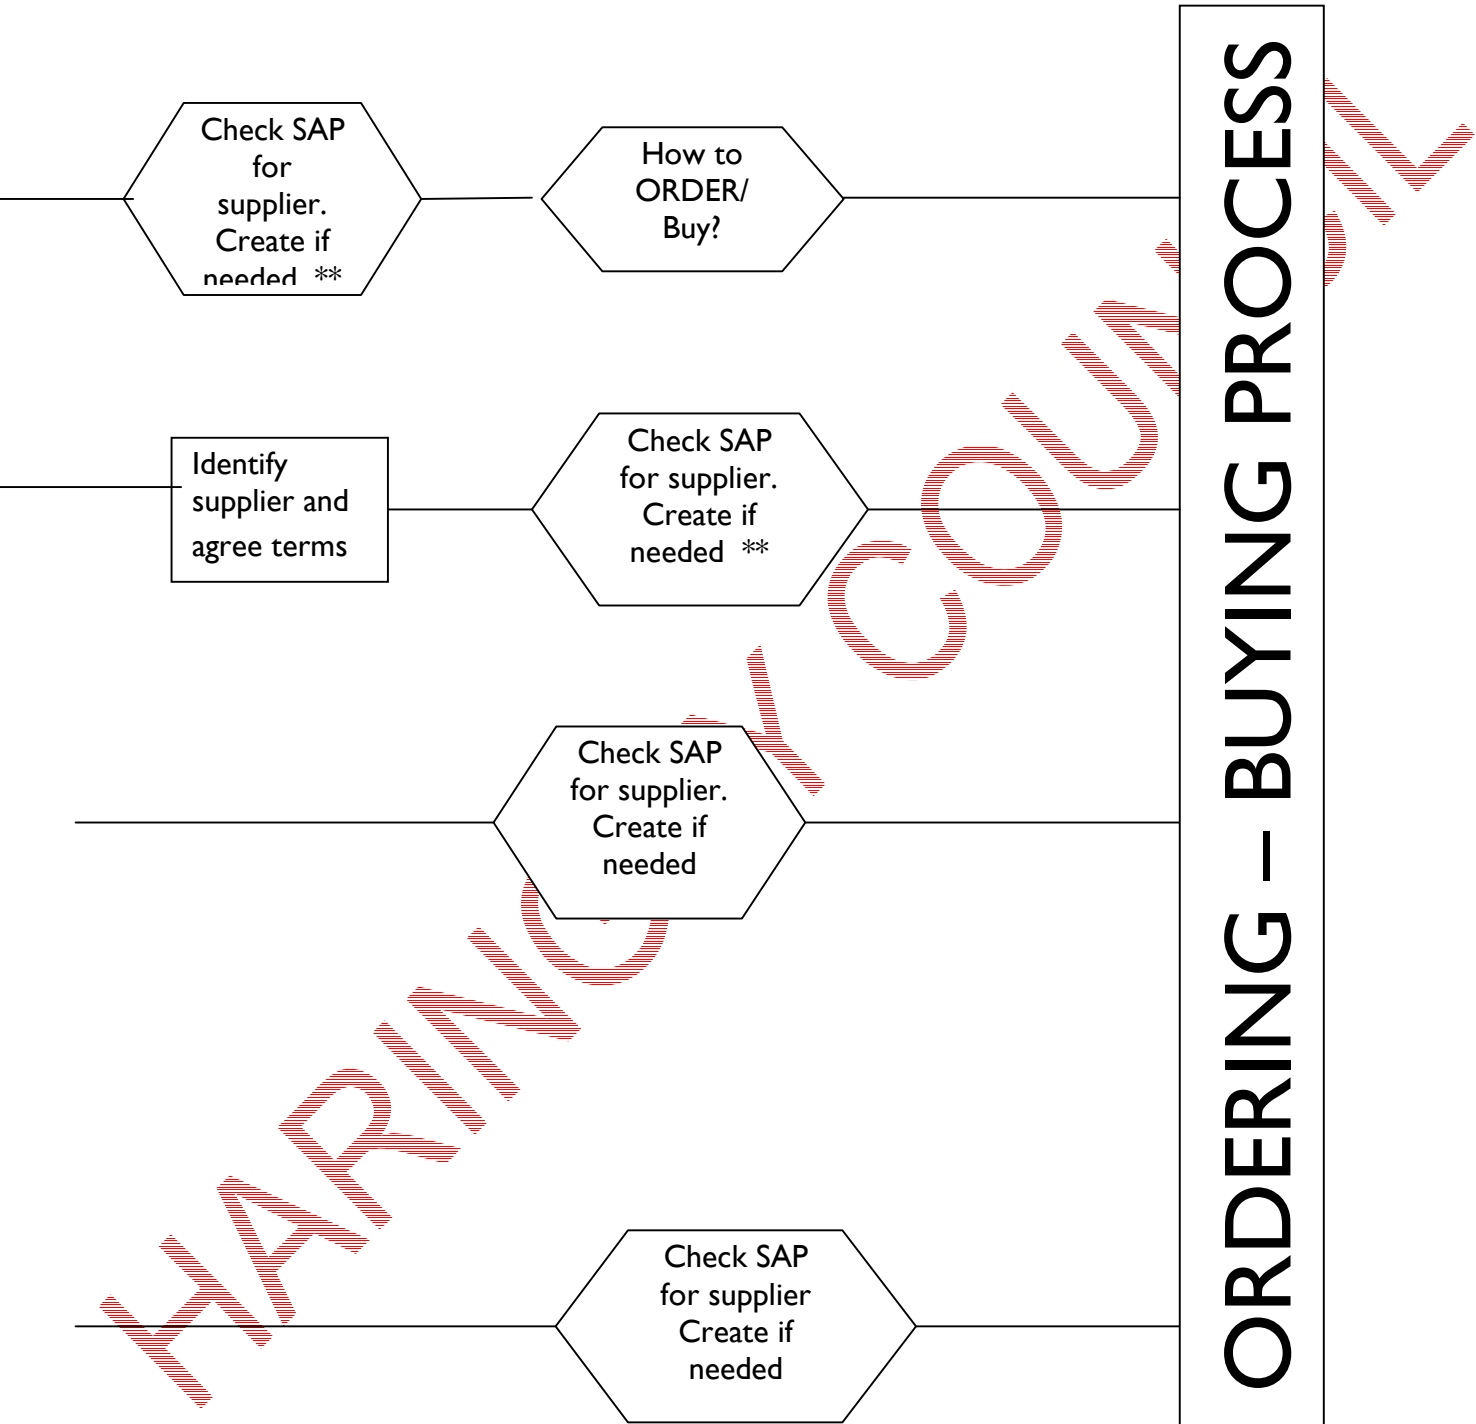 Check SAP
for
supplier.
Create if
needed **
How to
ORDER/
Buy?
Identify
supplier and
agree terms
Check SAP
for supplier.
Create if
needed **
Check SAP
for supplier.
Create if
needed
Check SAP
for supplier
Create if
needed
ORDERING – BUYING PROCESS